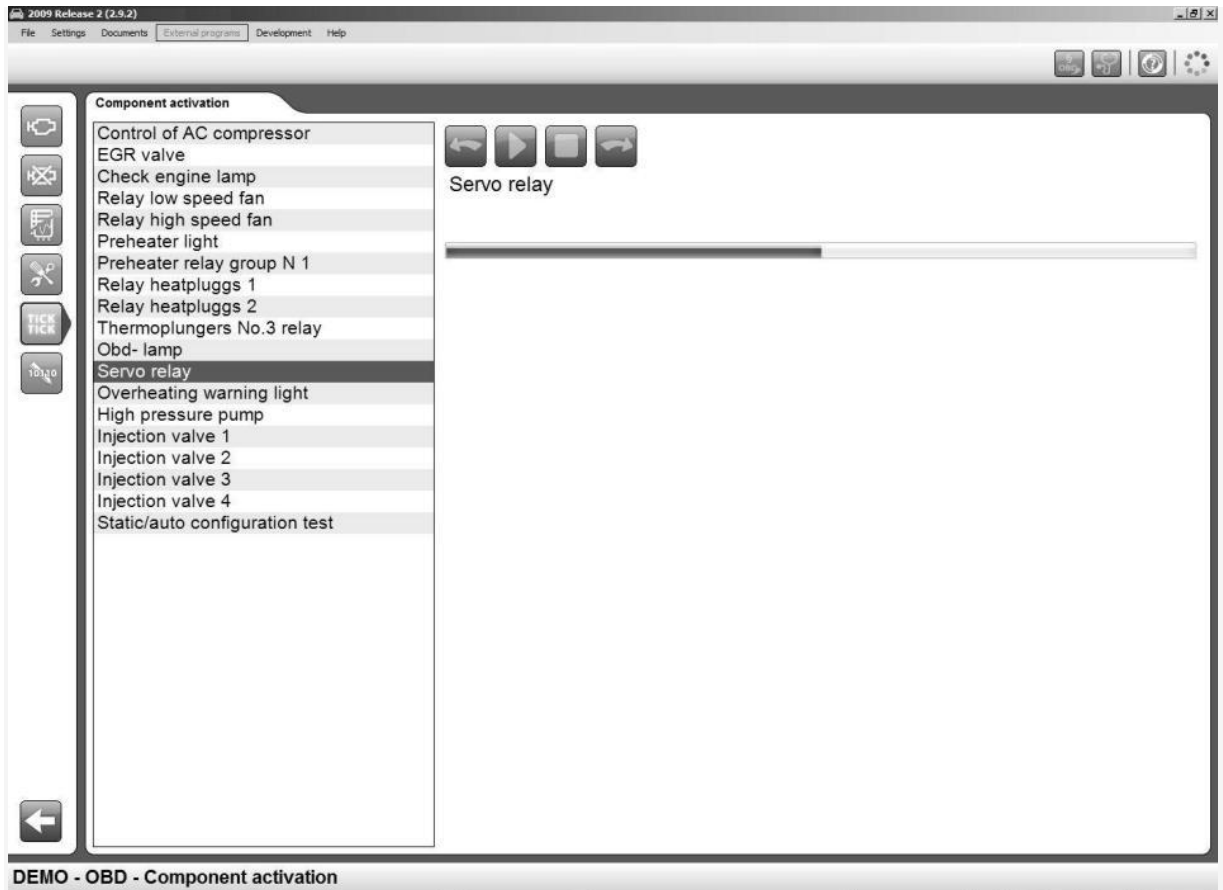 2009 Release 2 (2.9.2)
File Settings Documents External programs Development Help
OBD
Component activation
Control of AC compressor
EGR valve
Check engine lamp
Relay low speed fan
Relay high speed fan
Preheater light
Preheater relay group N 1
Relay heatpluggs 1
Relay heatpluggs 2
Thermoplungers No.3 relay
Obd- lamp
Servo relay
Overheating warning light
High pressure pump
Injection valve 1
Injection valve 2
Injection valve 3
Injection valve 4
Static/auto configuration test
Servo relay
TICK
TICK
DEMO - OBD - Component activation